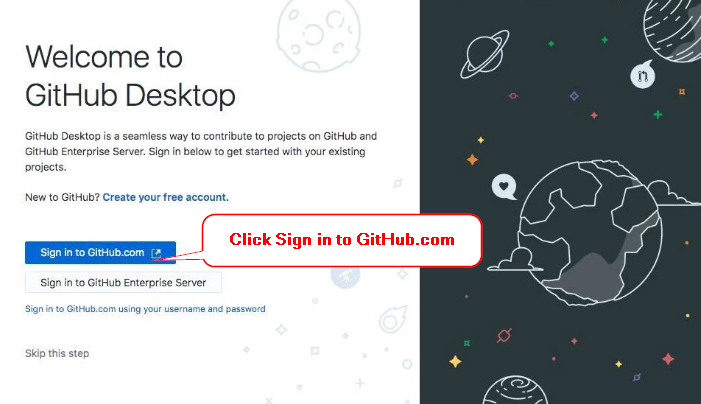 Welcome to
GitHub Desktop
GitHub Desktop is a seamless way to contribute to projects on GitHub and
GitHub Enterprise Server. Sign in below to get started with your existing
projects.
New to GitHub? Create your free account.
Sign in to GitHub.com
Click Sign in to GitHub.com
Sign in to GitHub Enterprise Server
Sign in to GitHub.com using your username and password
Skip this step